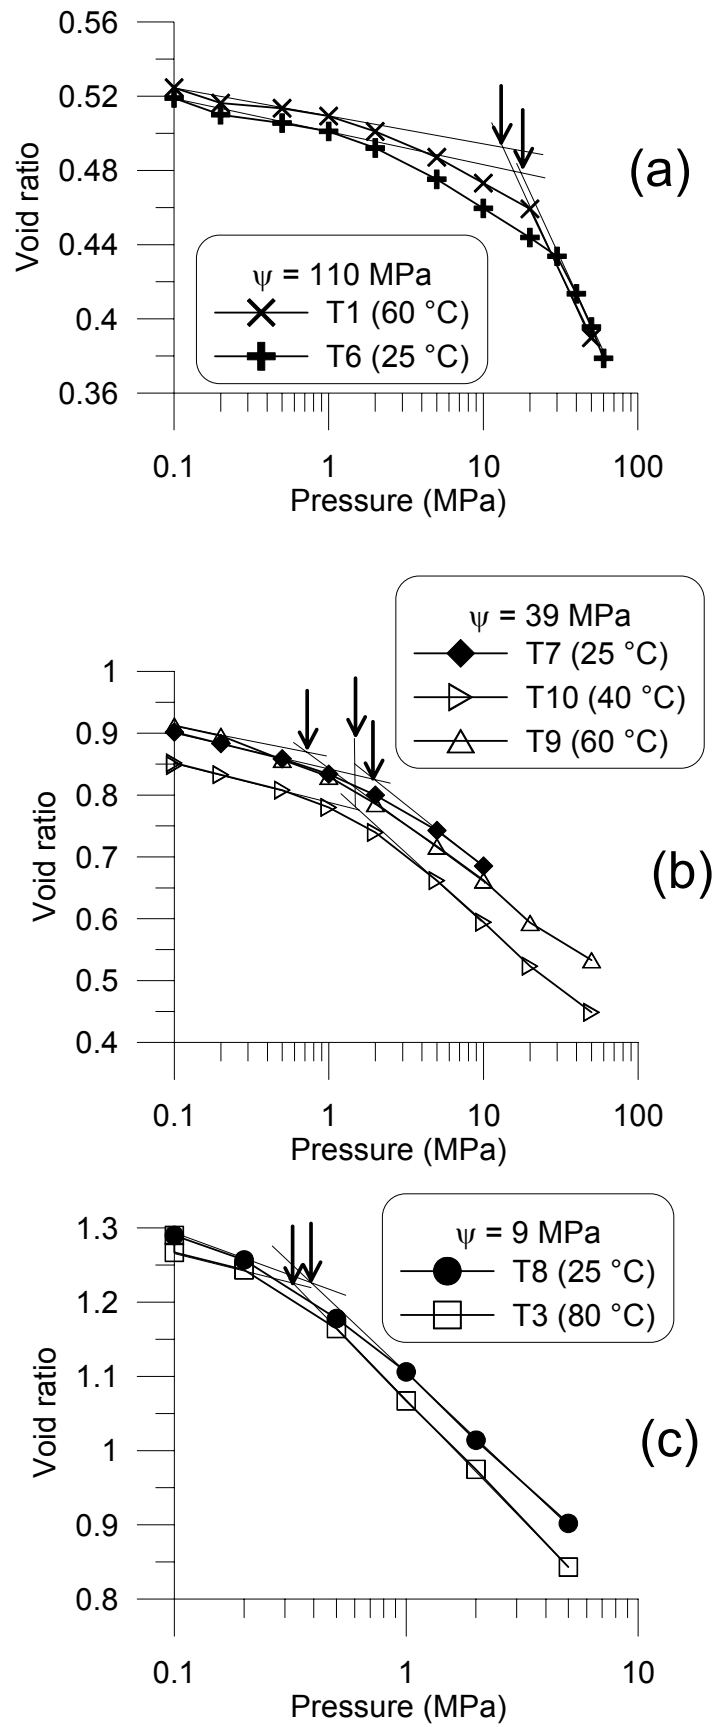 0.56
0.52
0.48
0.44
0.4
0.36
Void ratio
(a)
ψ = 110 MPa
T1 (60 °C)
T6 (25 °C)
0.1 1 10 100
Pressure (MPa)
ψ = 39 MPa
T7 (25 °C)
T10 (40 °C)
T9 (60 °C)
1
0.9
0.8
0.7
0.6
0.5
0.4
Void ratio
(b)
0.1 1 10 100
Pressure (MPa)
ψ = 9 MPa
T8 (25 °C)
T3 (80 °C)
1.3
1.2
1.1
1
0.9
0.8
Void ratio
(c)
0.1 1 10
Pressure (MPa)